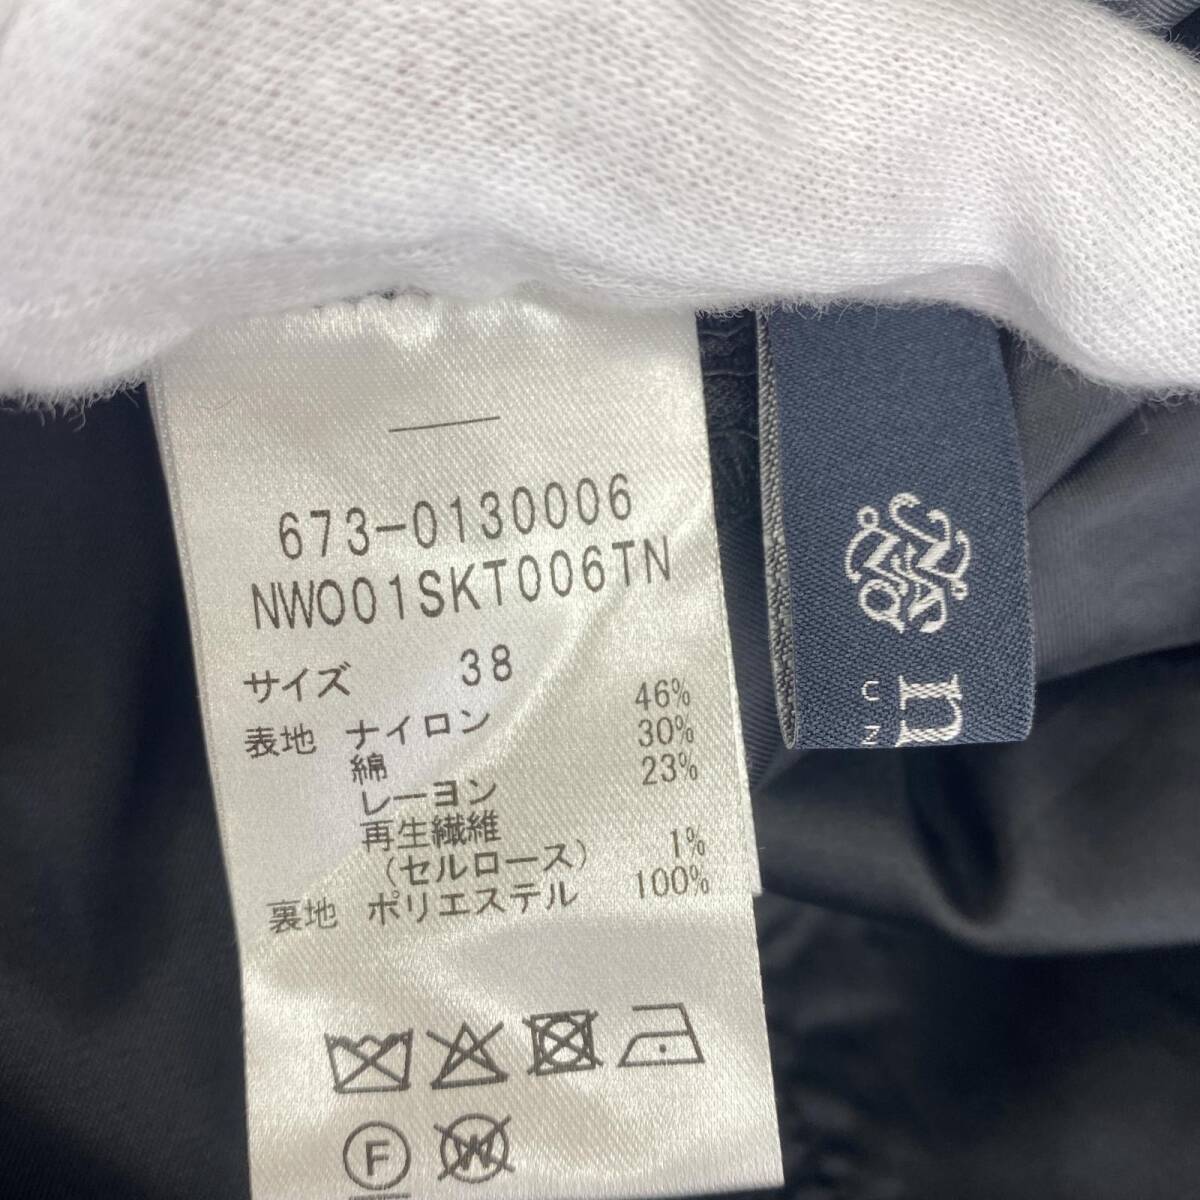 673-0130006
NW001SKT006TN
サイズ 38
表地 ナイロン 46%
綿 30%
レーヨン 23%
再生繊維
(セルロース) 1%
裏地 ポリエステル 100%
F
W
n
C
Z